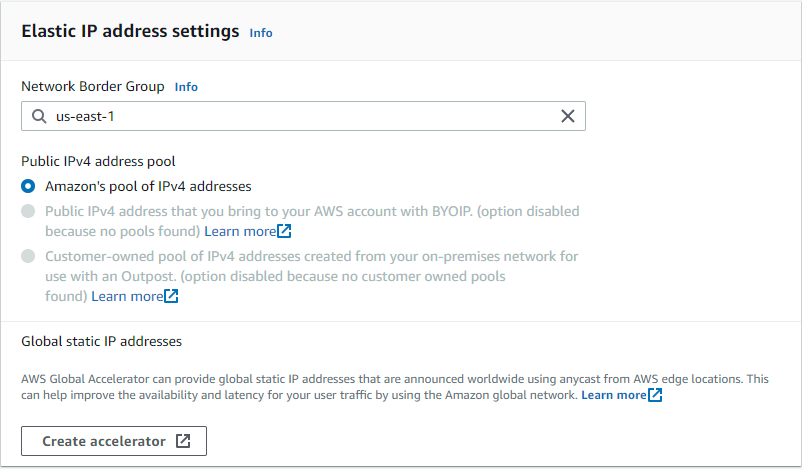 Elastic IP address settings Info
Network Border Group Info
us-east-1
Public IPv4 address pool
Amazon's pool of IPv4 addresses
Public IPv4 address that you bring to your AWS account with BYOIP. (option disabled
because no pools found) Learn more
Customer-owned pool of IPv4 addresses created from your on-premises network for
use with an Outpost. (option disabled because no customer owned pools
found) Learn more
Global static IP addresses
AWS Global Accelerator can provide global static IP addresses that are announced worldwide using anycast from AWS edge locations. This
can help improve the availability and latency for your user traffic by using the Amazon global network. Learn more
Create accelerator